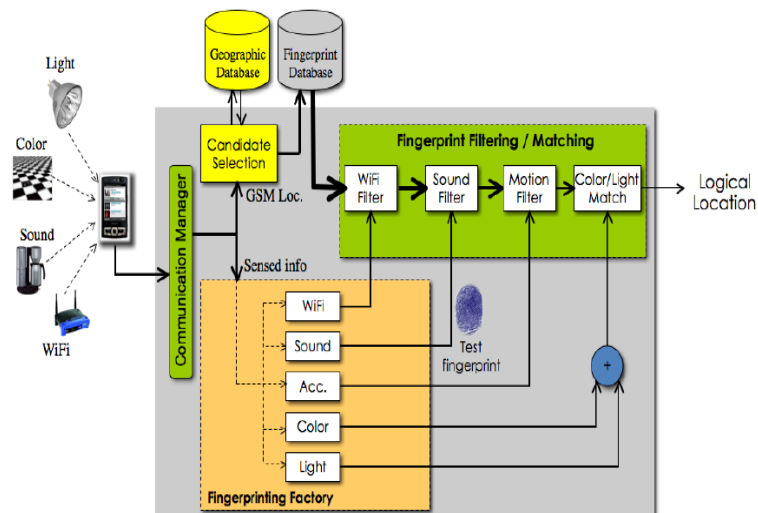 Geographic
Database
Fingerprint
Database
Light
Color
Sound
WiFi
Communication Manager
Candidate
Selection
GSM Loc.
Sensed info
Fingerprint Filtering / Matching
WiFi
Filter
Sound
Filter
Motion
Filter
Color/Light
Match
Logical
Location
WiFi
Sound
Acc.
Color
Light
Fingerprinting Factory
Test
fingerprint
+